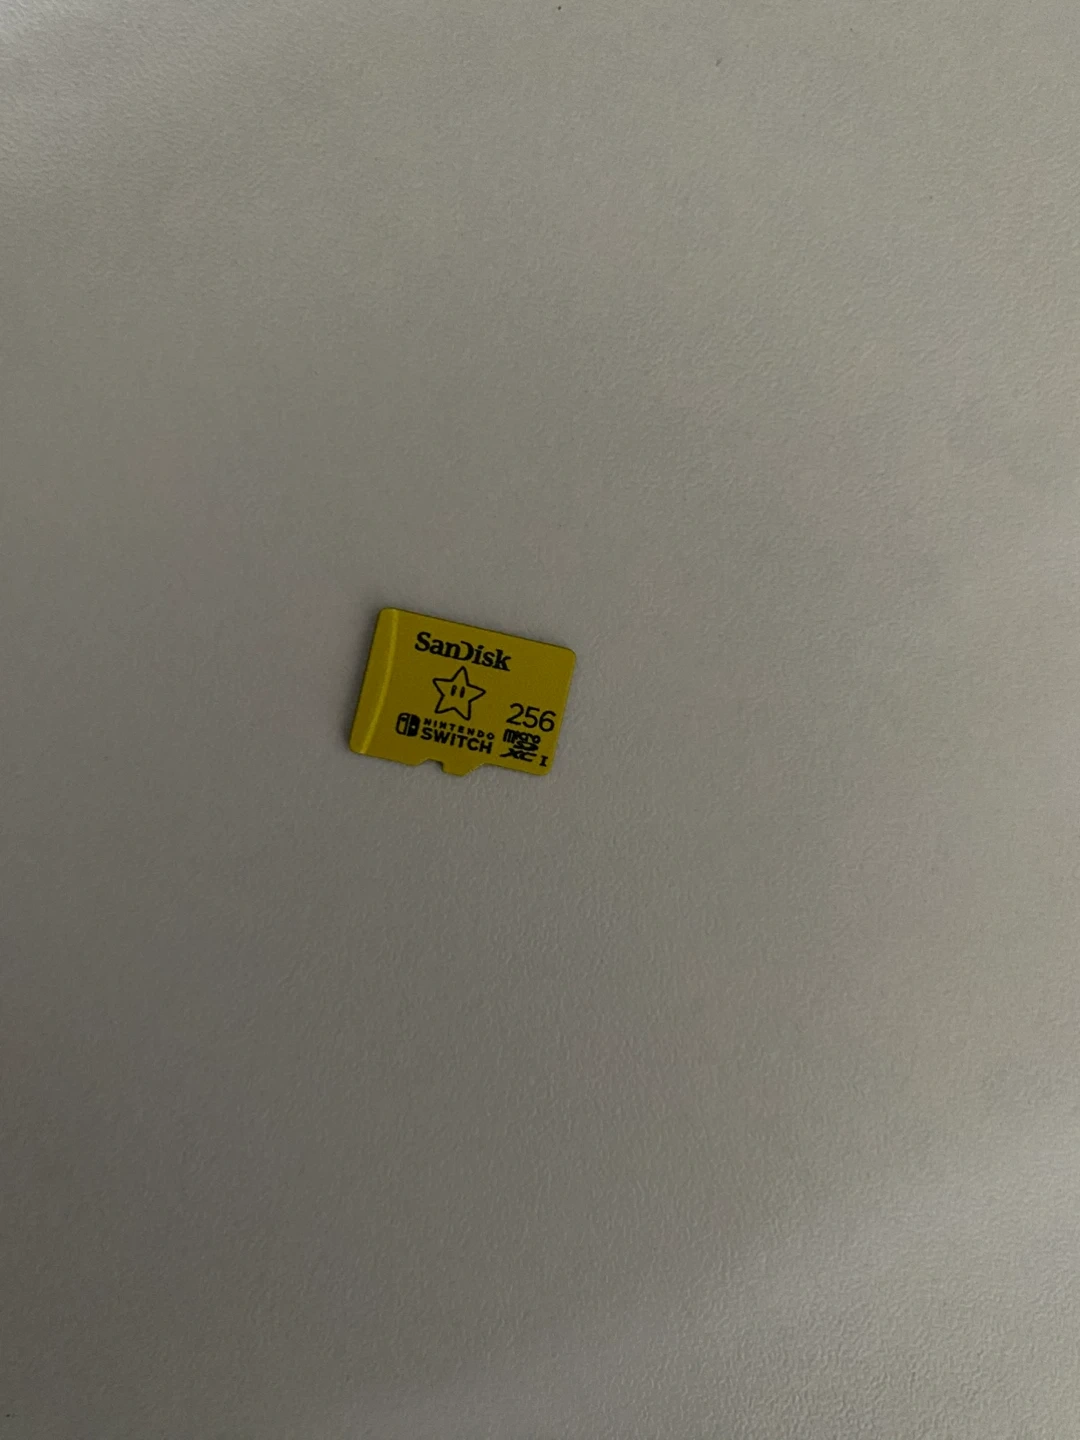 SanDisk
256
NINTENDO
SWITCH
micro
SD
XC I